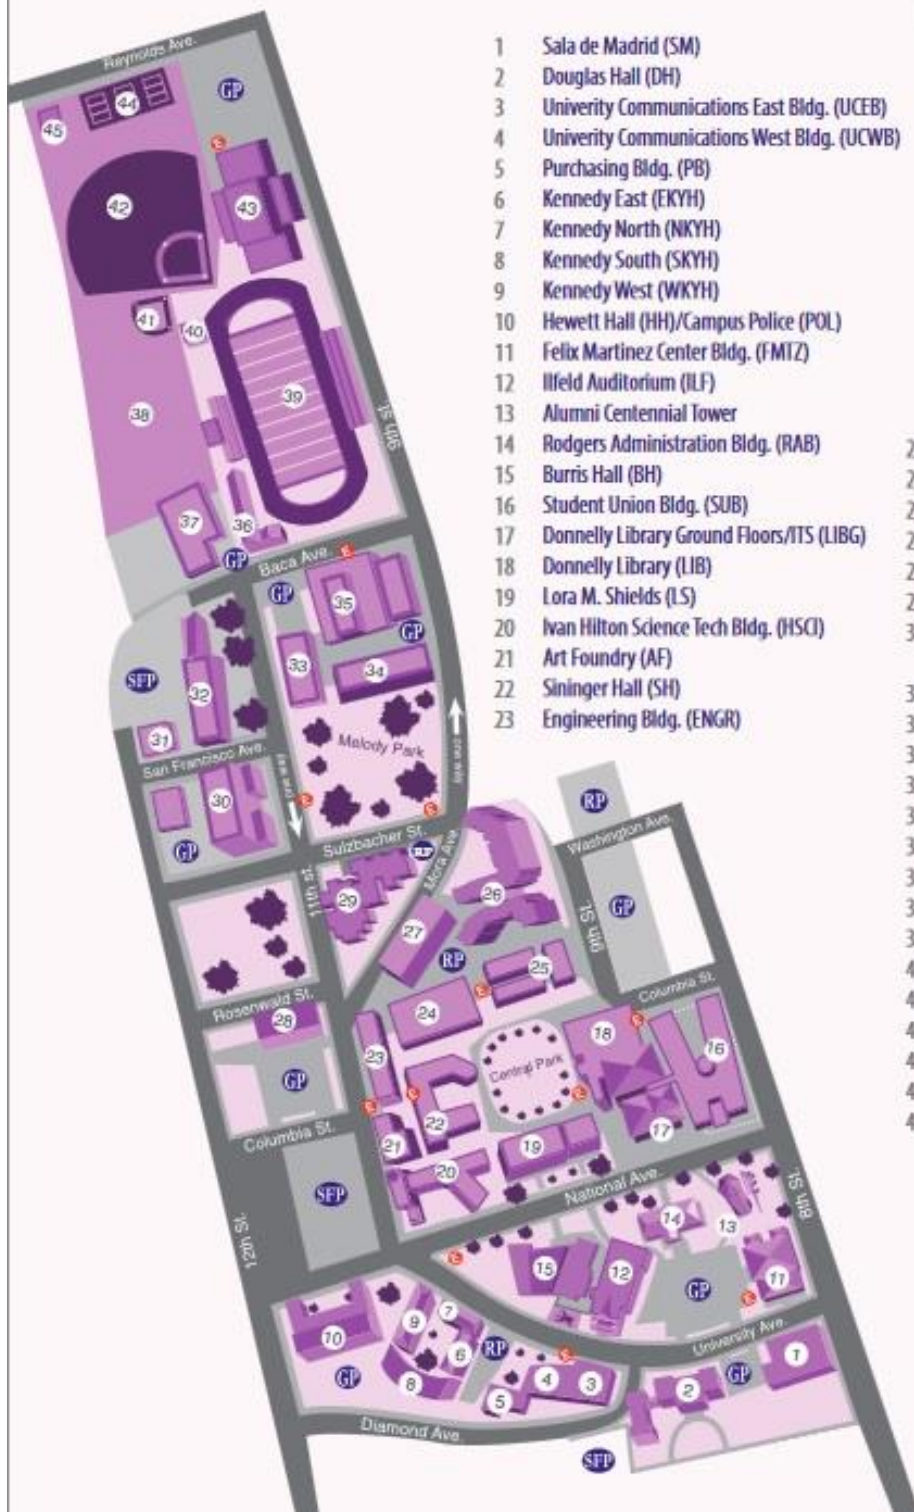 1 Sala de Madrid (SM)
2 Douglas Hall (DH)
3 Univerity Communications East Bldg. (UCEB)
4 Univerity Communications West Bldg. (UCWB)
5 Purchasing Bldg. (PB)
6 Kennedy East (EKYH)
7 Kennedy North (NKYH)
8 Kennedy South (SKYH)
9 Kennedy West (WKYH)
10 Hewett Hall (HH)/Campus Police (POL)
11 Felix Martinez Center Bldg. (FMTZ)
12 Ilfeld Auditorium (ILF)
13 Alumni Centennial Tower
14 Rodgers Administration Bldg. (RAB)
15 Burris Hall (BH)
16 Student Union Bldg. (SUB)
17 Donnelly Library Ground Floors/ITS (LIBG)
18 Donnelly Library (LIB)
19 Lora M. Shields (LS)
20 Ivan Hilton Science Tech Bldg. (HSCI)
21 Art Foundry (AF)
22 Sininger Hall (SH)
23 Engineering Bldg. (ENGR)
Reynolds Ave.
44
GP
45
E
42
43
41
40
39
38
9th St.
37
36
GP
Baca Ave.
E
GP
35
GP
33
34
SFP
32
31
San Francisco Ave.
Melody Park
one way
one way
30
E
E
GP
Sulzbacher St.
RP
Mora Ave.
RP
Washington Ave.
11th St.
29
26
27
GP
9th St.
RP
25
E
Rosenwald St.
28
24
Columbia St.
18
E
16
23
GP
Central Park
E
E
E
22
17
Columbia St.
21
19
20
SFP
National Ave.
8th St.
12th St.
14
13
E
15
12
11
GP
E
University Ave.
10
9
7
6
RP
E
1
GP
8
4
3
2
GP
5
Diamond Ave.
SFP